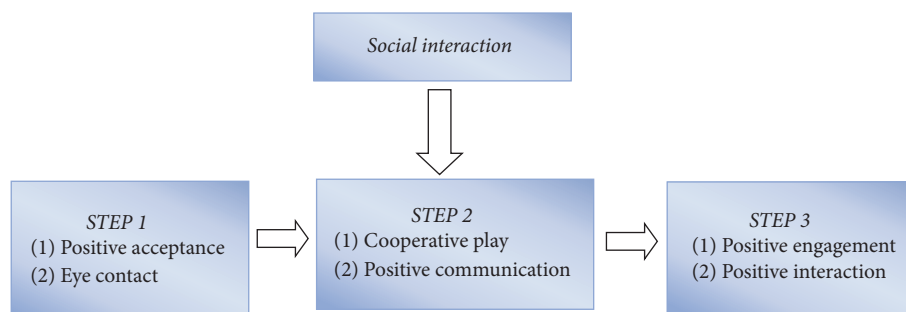 Social interaction
STEP 1
(1) Positive acceptance
(2) Eye contact
STEP 2
(1) Cooperative play
(2) Positive communication
STEP 3
(1) Positive engagement
(2) Positive interaction